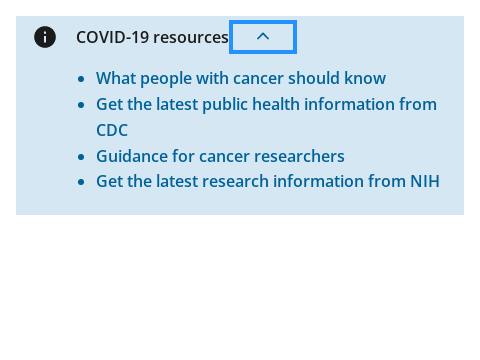 COVID-19 resources
What people with cancer should know
Get the latest public health information from
CDC
Guidance for cancer researchers
Get the latest research information from NIH